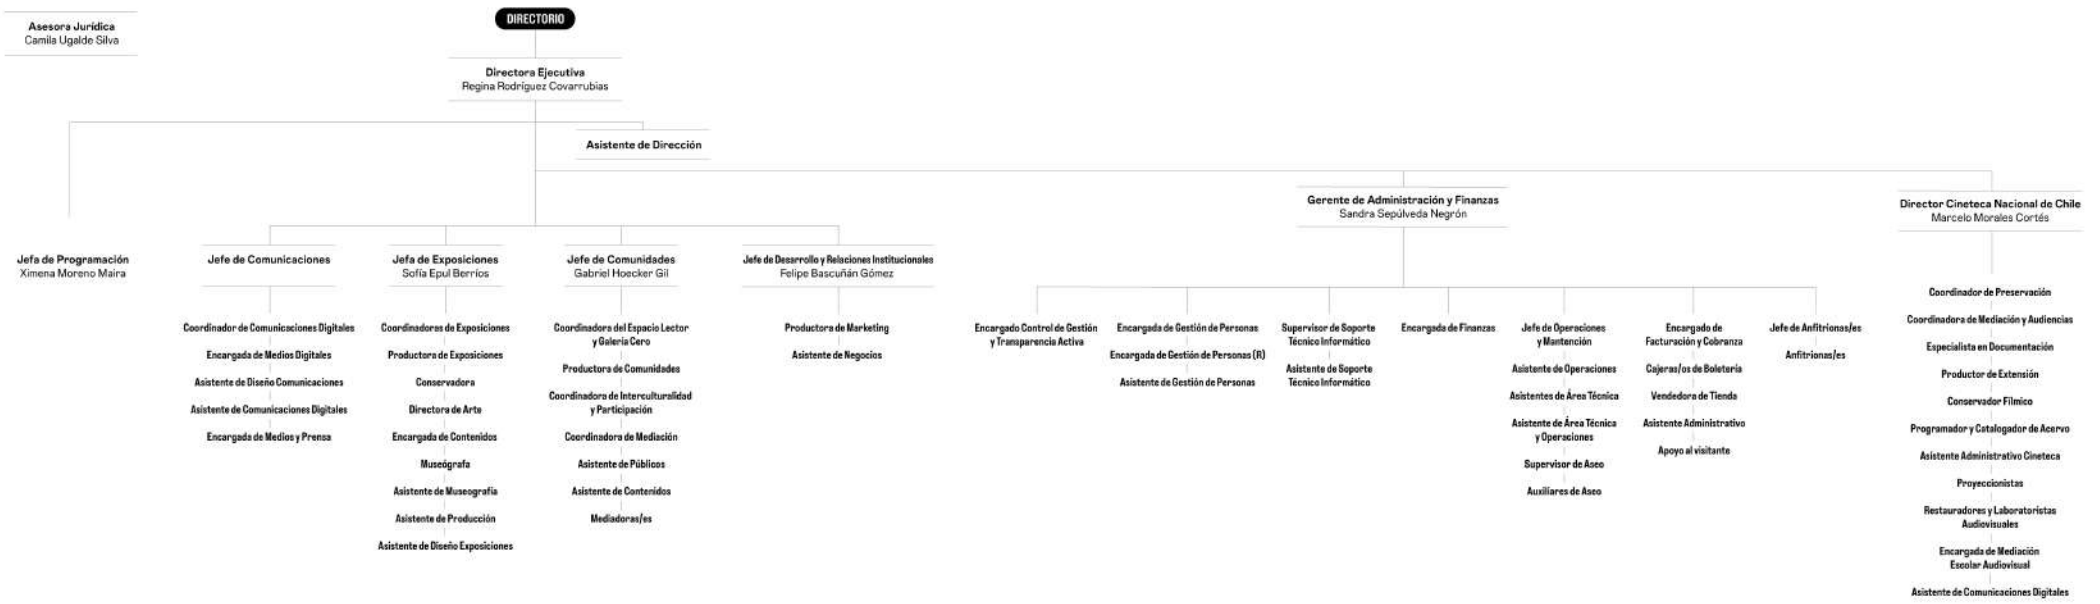 Asesora Jurídica
Camila Ugalde Silva
DIRECTORIO
Directora Ejecutiva
Regina Rodríguez Covarrubias
Asistente de Dirección
Gerente de Administración y Finanzas
Sandra Sepúlveda Negrón
Director Cineteca Nacional de Chile
Marcelo Morales Cortés
Jefa de Programación
Ximena Moreno Maira
Jefe de Comunicaciones
Coordinador de Comunicaciones Digitales
Encargada de Medios Digitales
Asistente de Diseño Comunicaciones
Asistente de Comunicaciones Digitales
Encargada de Medios y Prensa
Jefa de Exposiciones
Sofía Epul Berríos
Coordinadoras de Exposiciones
Productora de Exposiciones
Conservadora
Directora de Arte
Encargada de Contenidos
Museógrafa
Asistente de Museografía
Asistente de Producción
Asistente de Diseño Exposiciones
Jefe de Comunidades
Gabriel Hoecker Gil
Coordinadora del Espacio Lector
y Galería Cero
Productora de Comunidades
Coordinadora de Interculturalidad
y Participación
Coordinadora de Mediación
Asistente de Públicos
Asistente de Contenidos
Mediadoras/es
Jefe de Desarrollo y Relaciones Institucionales
Felipe Bascuñán Gómez
Productora de Marketing
Asistente de Negocios
Encargado Control de Gestión
y Transparencia Activa
Encargada de Gestión de Personas
Encargada de Gestión de Personas (R)
Asistente de Gestión de Personas
Supervisor de Soporte
Técnico Informático
Asistente de Soporte
Técnico Informático
Encargada de Finanzas
Jefe de Operaciones
y Mantención
Asistente de Operaciones
Asistentes de Área Técnica
Asistente de Área Técnica
y Operaciones
Supervisor de Aseo
Auxiliares de Aseo
Encargado de
Facturación y Cobranza
Cajeras/os de Boletería
Vendedora de Tienda
Asistente Administrativo
Apoyo al visitante
Jefe de Anfitrionas/es
Anfitrionas/es
Coordinador de Preservación
Coordinadora de Mediación y Audiencias
Especialista en Documentación
Productor de Extensión
Conservador Fílmico
Programador y Catalogador de Acervo
Asistente Administrativo Cineteca
Proyeccionistas
Restauradores y Laboratoristas
Audiovisuales
Encargada de Mediación
Escolar Audiovisual
Asistente de Comunicaciones Digitales